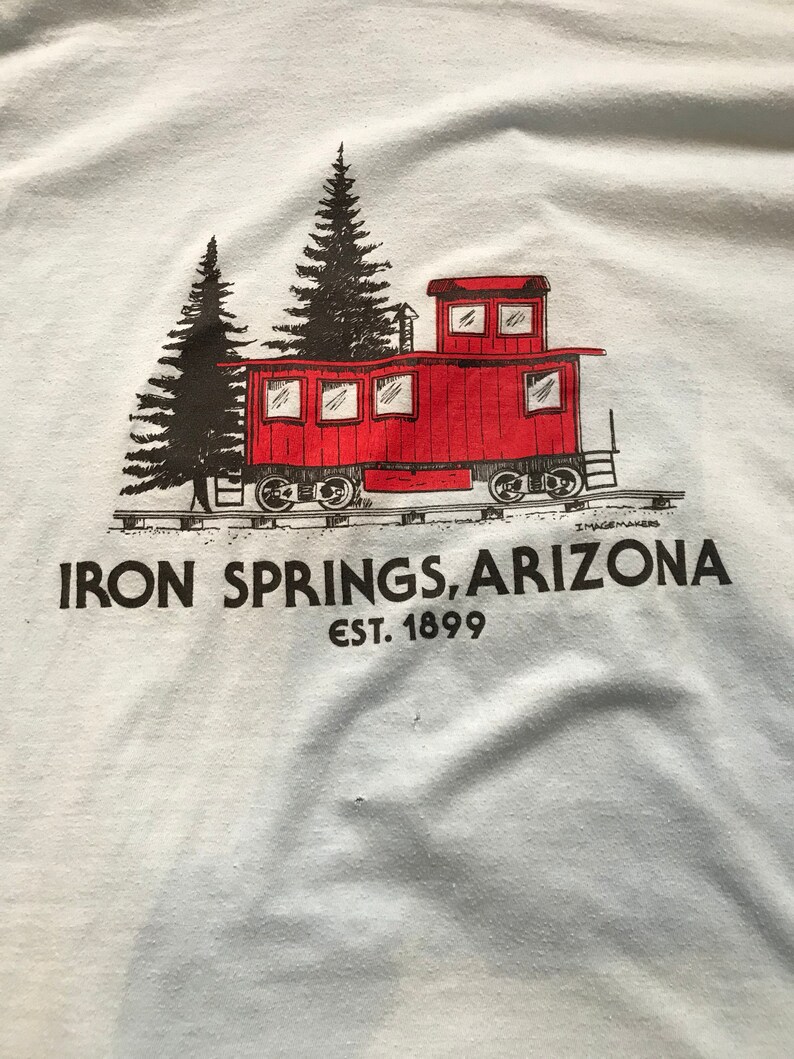 IMAGEMAKERS
IRON SPRINGS, ARIZONA
EST. 1899